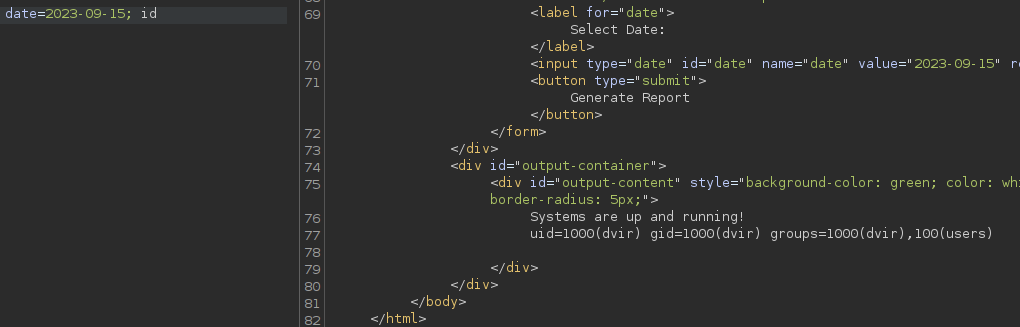 date=2023-09-15; id
69 <label for="date">
Select Date:
</label>
70 <input type="date" id="date" name="date" value="2023-09-15" re
71 <button type="submit">
Generate Report
</button>
72 </form>
73 </div>
74 <div id="output-container">
75 <div id="output-content" style="background-color: green; color: whi
border-radius: 5px;">
76 Systems are up and running!
77 uid=1000(dvir) gid=1000(dvir) groups=1000(dvir),100(users)
78
79 </div>
80 </div>
81 </body>
82 </html>